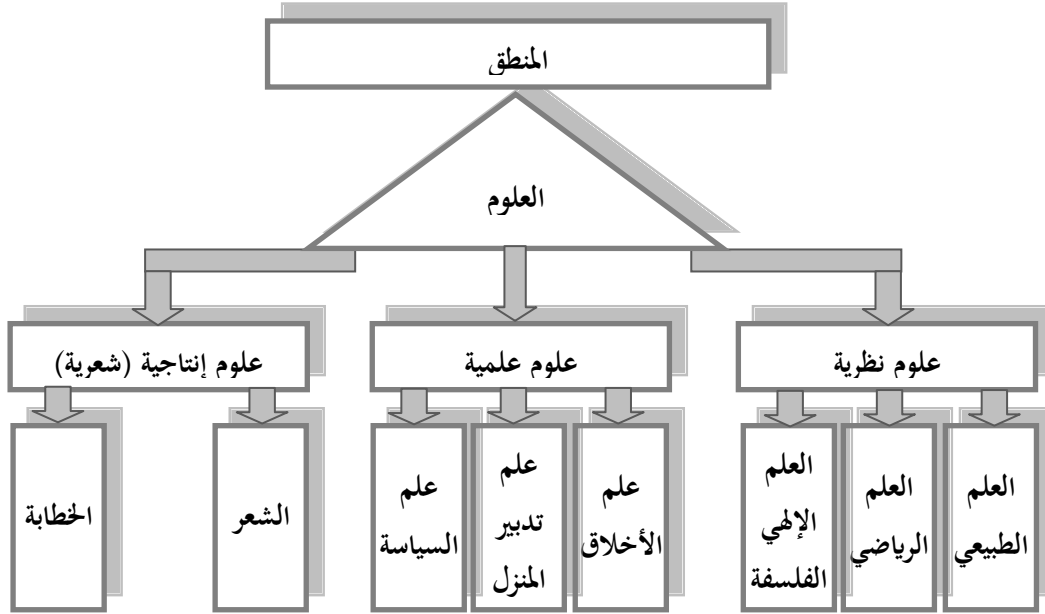 المنطق
العلوم
علوم نظرية
علوم علمية
علوم إنتاجية (شعرية)
العلم
الطبيعي
العلم
الرياضي
العلم
الإلهي
الفلسفة
علم
الأخلاق
علم
تدبير
المنزل
علم
السياسة
الشعر
الخطابة